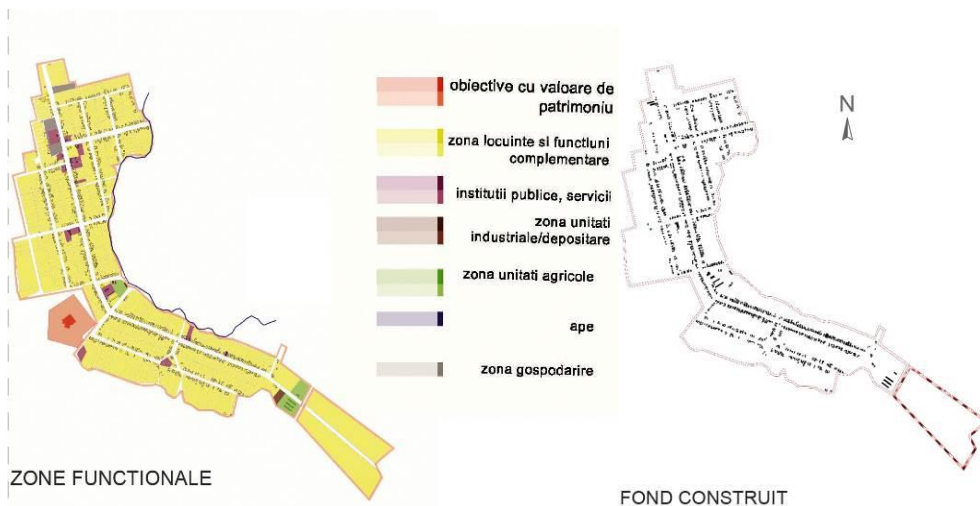 obiective cu valoare de
patrimoniu
zona locuinte si functiuni
complementare
institutii publice, servicii
zona unitati
industriale/depositare
zona unitati agricole
ape
zona gospodarire
ZONE FUNCTIONALE
N
FOND CONSTRUIT